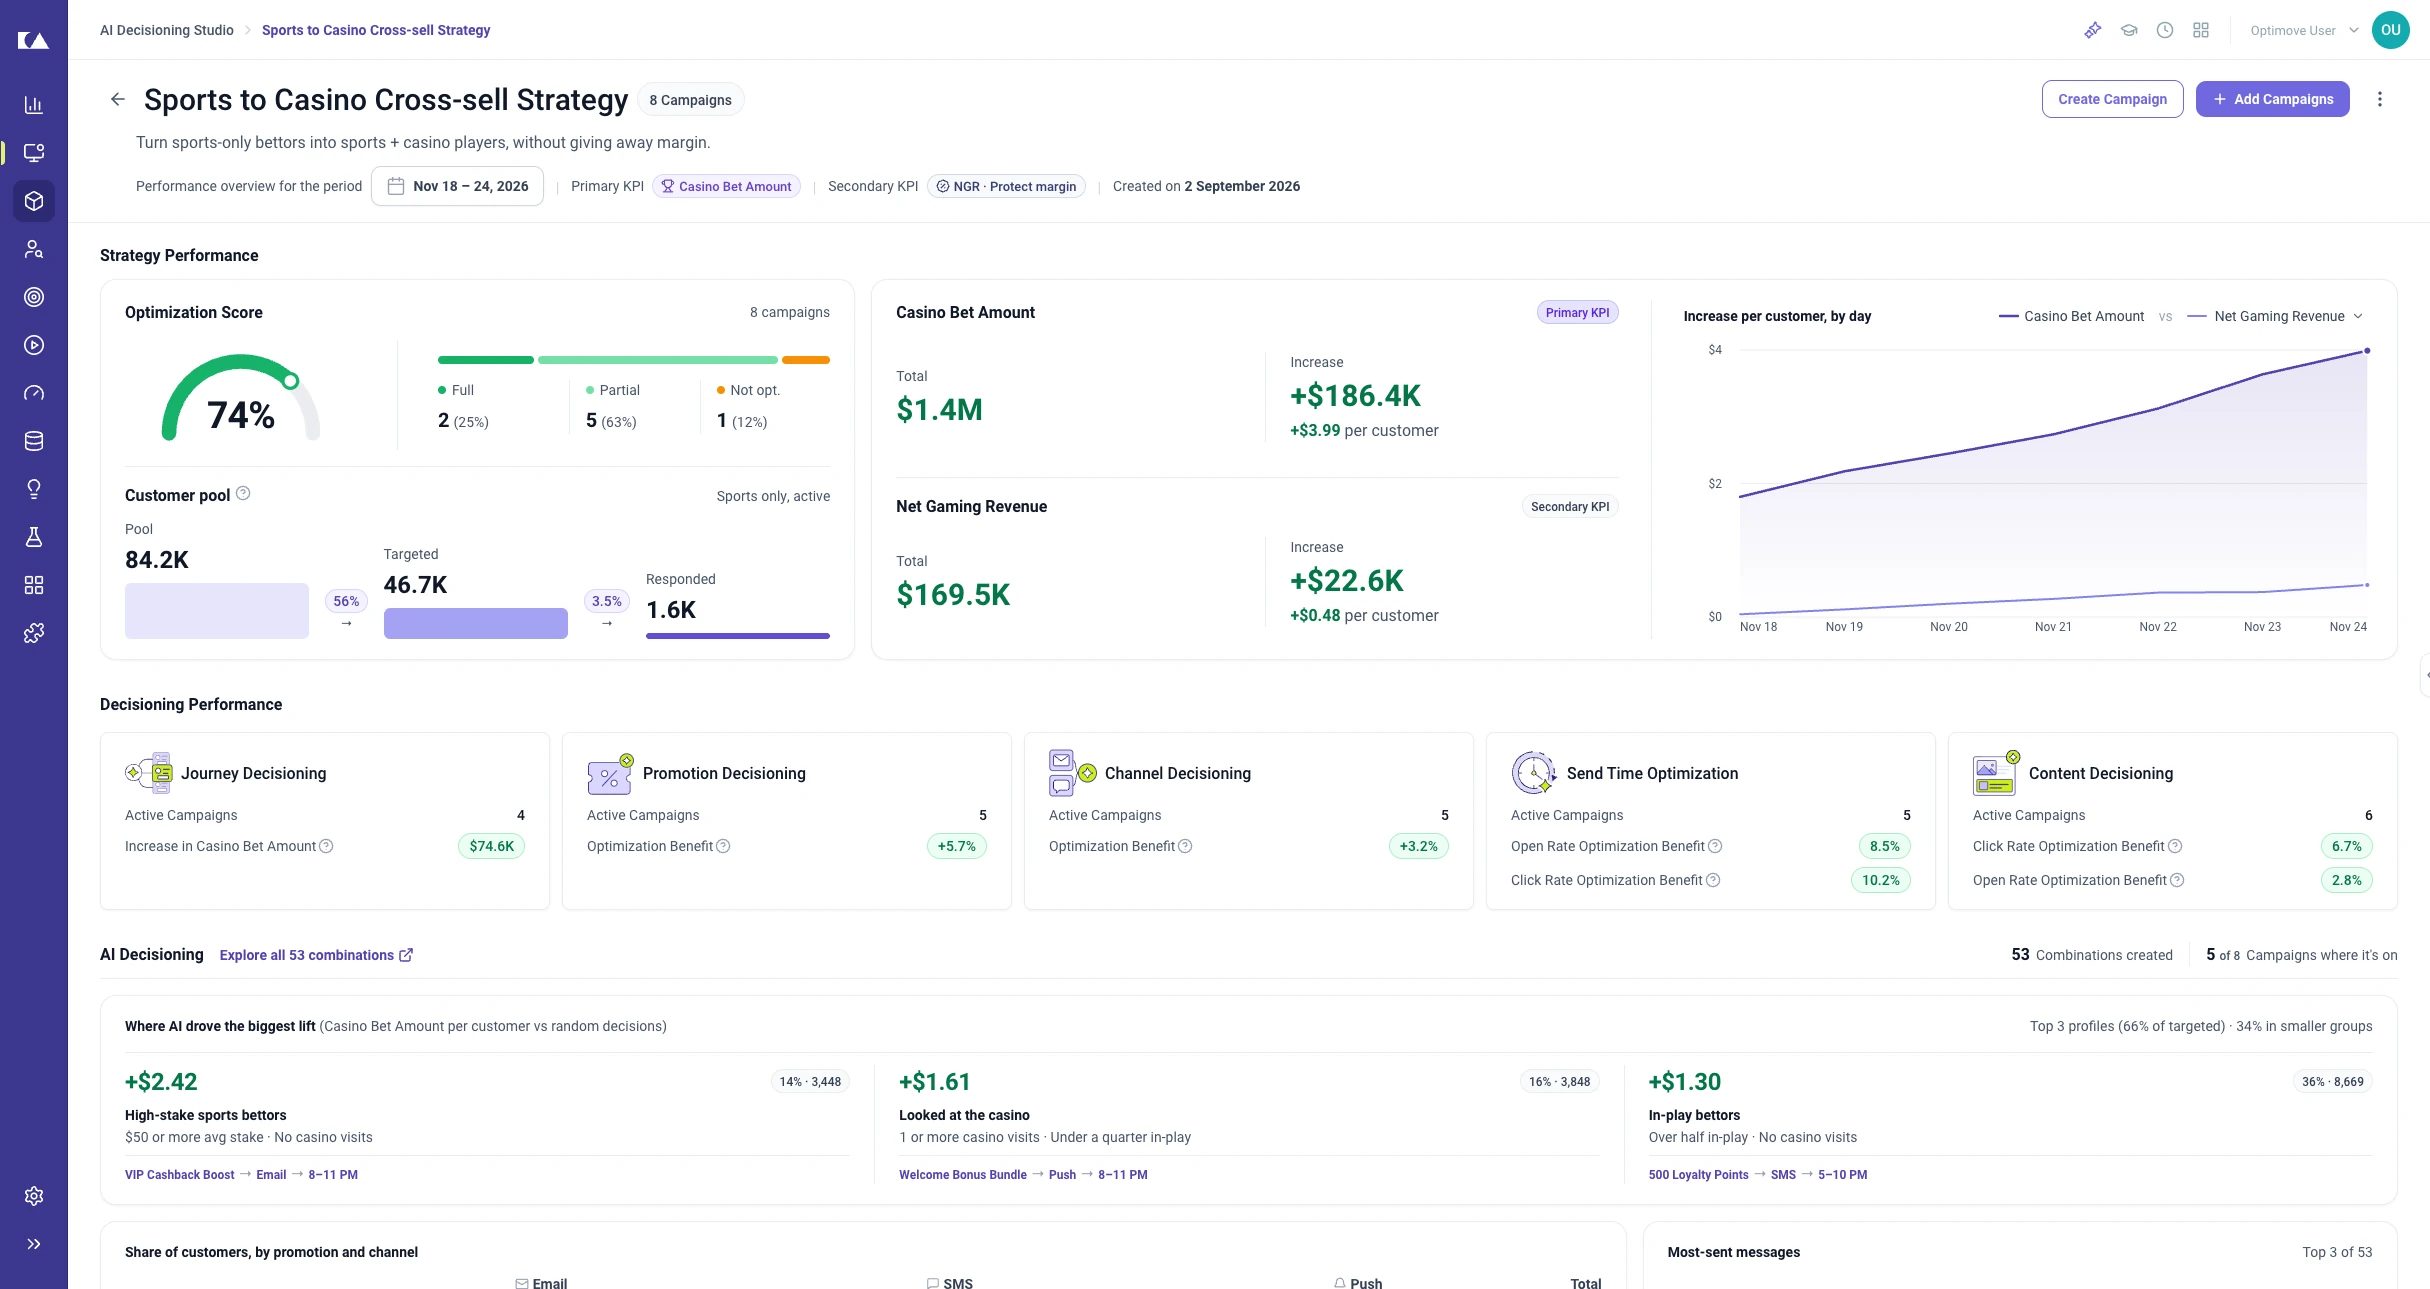 AI Decisioning Studio > Sports to Casino Cross-sell Strategy
Optimove User
OU
Sports to Casino Cross-sell Strategy
8 Campaigns
Create Campaign
+ Add Campaigns
Turn sports-only bettors into sports + casino players, without giving away margin.
Performance overview for the period Nov 18 – 24, 2026 | Primary KPI Casino Bet Amount | Secondary KPI NGR · Protect margin | Created on 2 September 2026
Strategy Performance
Optimization Score
8 campaigns
74%
Full
2 (25%)
Partial
5 (63%)
Not opt.
1 (12%)
Customer pool
Sports only, active
Pool
84.2K
56%
→
Targeted
46.7K
3.5%
→
Responded
1.6K
Casino Bet Amount
Primary KPI
Total
$1.4M
Increase
+$186.4K
+$3.99 per customer
Net Gaming Revenue
Secondary KPI
Total
$169.5K
Increase
+$22.6K
+$0.48 per customer
Increase per customer, by day
Casino Bet Amount vs Net Gaming Revenue
$4
$2
$0
Nov 18 Nov 19 Nov 20 Nov 21 Nov 22 Nov 23 Nov 24
Decisioning Performance
Journey Decisioning
Active Campaigns 4
Increase in Casino Bet Amount $74.6K
Promotion Decisioning
Active Campaigns 5
Optimization Benefit +5.7%
Channel Decisioning
Active Campaigns 5
Optimization Benefit +3.2%
Send Time Optimization
Active Campaigns 5
Open Rate Optimization Benefit 8.5%
Click Rate Optimization Benefit 10.2%
Content Decisioning
Active Campaigns 6
Click Rate Optimization Benefit 6.7%
Open Rate Optimization Benefit 2.8%
AI Decisioning
Explore all 53 combinations
53 Combinations created
5 of 8 Campaigns where it's on
Where AI drove the biggest lift (Casino Bet Amount per customer vs random decisions)
Top 3 profiles (66% of targeted) · 34% in smaller groups
+$2.42
14% · 3,448
High-stake sports bettors
$50 or more avg stake · No casino visits
VIP Cashback Boost → Email → 8–11 PM
+$1.61
16% · 3,848
Looked at the casino
1 or more casino visits · Under a quarter in-play
Welcome Bonus Bundle → Push → 8–11 PM
+$1.30
36% · 8,669
In-play bettors
Over half in-play · No casino visits
500 Loyalty Points → SMS → 5–10 PM
Share of customers, by promotion and channel
Email SMS Push Total
Most-sent messages
Top 3 of 53